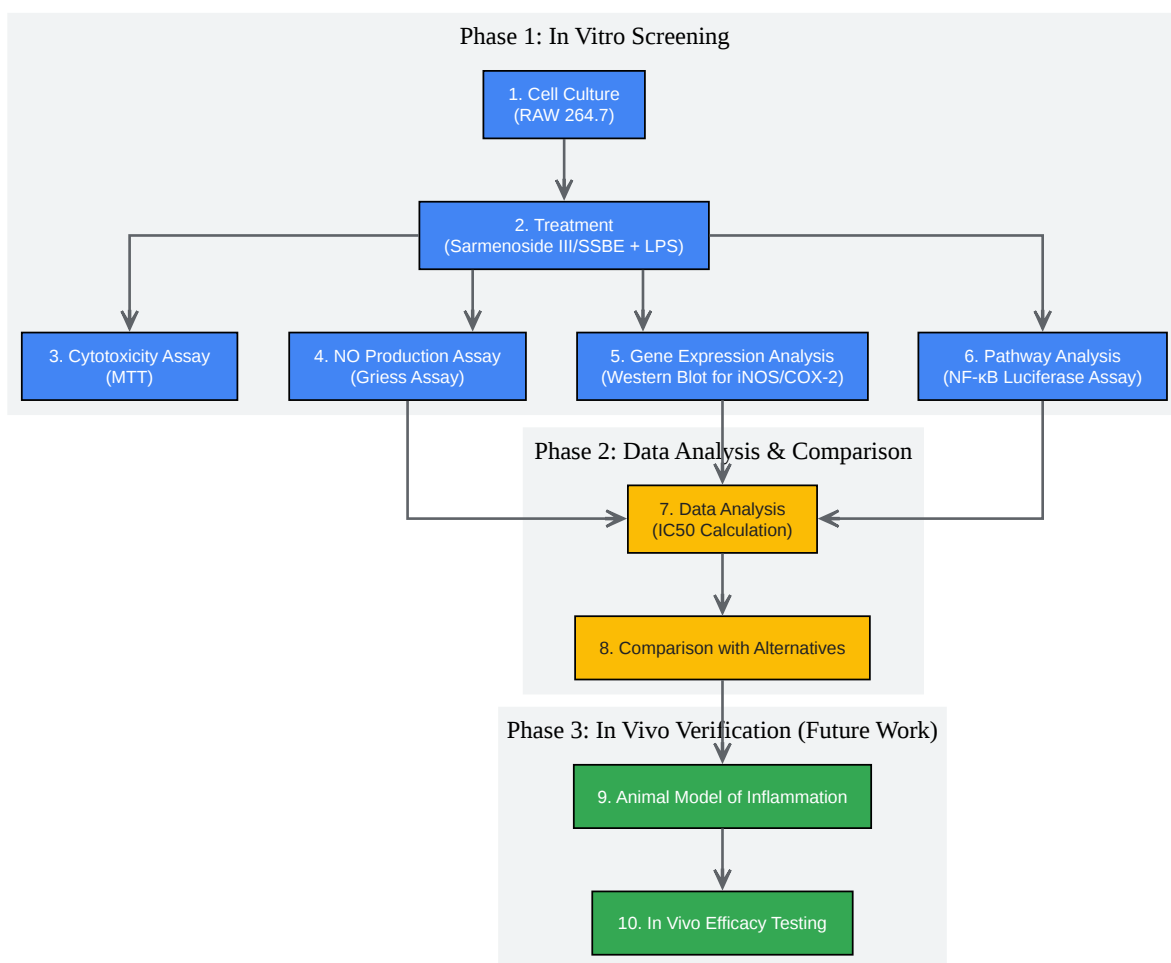 Phase 1: In Vitro Screening
1. Cell Culture
(RAW 264.7)
2. Treatment
(Sarmenoside III/SSBE + LPS)
3. Cytotoxicity Assay
(MTT)
4. NO Production Assay
(Griess Assay)
5. Gene Expression Analysis
(Western Blot for iNOS/COX-2)
6. Pathway Analysis
(NF-κB Luciferase Assay)
Phase 2: Data Analysis & Comparison
7. Data Analysis
(IC50 Calculation)
8. Comparison with Alternatives
Phase 3: In Vivo Verification (Future Work)
9. Animal Model of Inflammation
10. In Vivo Efficacy Testing